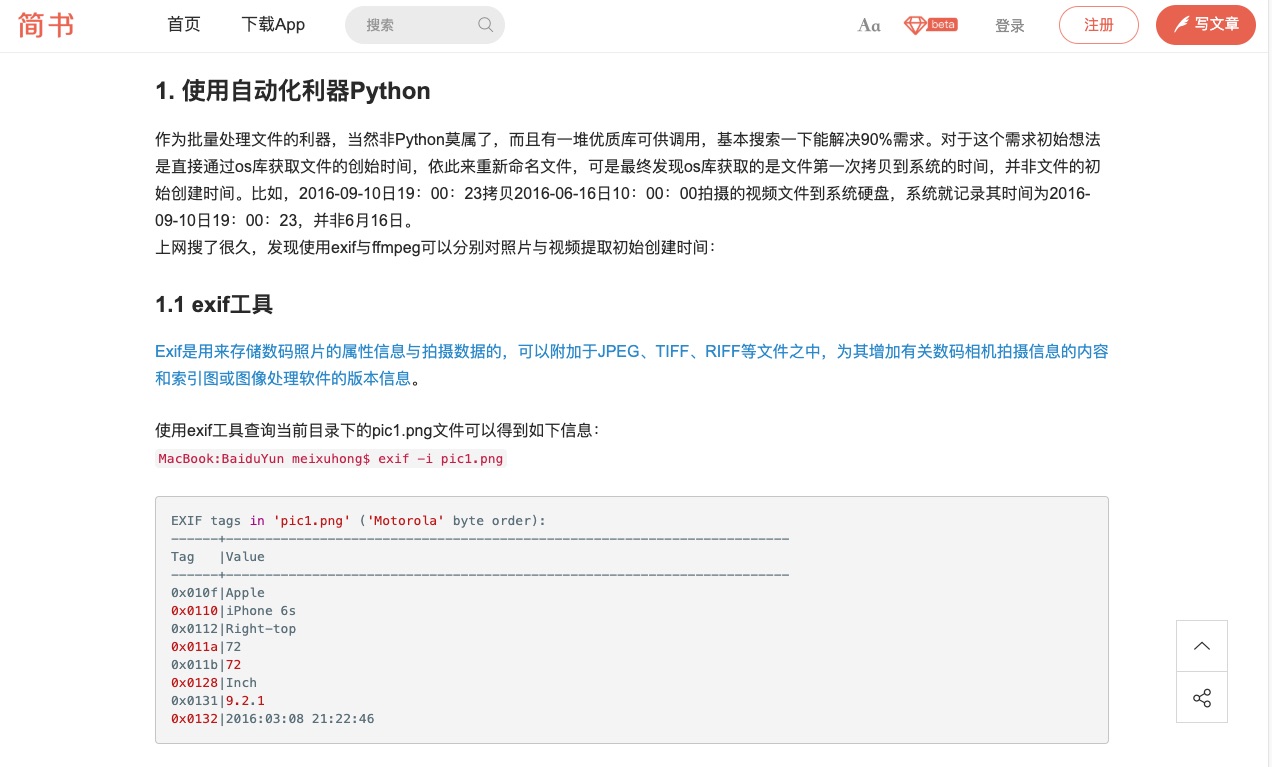 简书 首页 下载App 搜索 Aa beta 登录 注册 写文章
1. 使用自动化利器Python
作为批量处理文件的利器，当然非Python莫属了，而且有一堆优质库可供调用，基本搜索一下能解决90%需求。对于这个需求初始想法
是直接通过os库获取文件的创始时间，依此来重新命名文件，可是最终发现os库获取的是文件第一次拷贝到系统的时间，并非文件的初
始创建时间。比如，2016-09-10日19：00：23拷贝2016-06-16日10：00：00拍摄的视频文件到系统硬盘，系统就记录其时间为2016-
09-10日19：00：23，并非6月16日。
上网搜了很久，发现使用exif与ffmpeg可以分别对照片与视频提取初始创建时间：
1.1 exif工具
Exif是用来存储数码照片的属性信息与拍摄数据的，可以附加于JPEG、TIFF、RIFF等文件之中，为其增加有关数码相机拍摄信息的内容
和索引图或图像处理软件的版本信息。
使用exif工具查询当前目录下的pic1.png文件可以得到如下信息：
MacBook:BaiduYun meixuhong$ exif -i pic1.png
EXIF tags in 'pic1.png' ('Motorola' byte order):
------+------------------------------------------------------------------------
Tag   |Value
------+------------------------------------------------------------------------
0x010f|Apple
0x0110|iPhone 6s
0x0112|Right-top
0x011a|72
0x011b|72
0x0128|Inch
0x0131|9.2.1
0x0132|2016:03:08 21:22:46